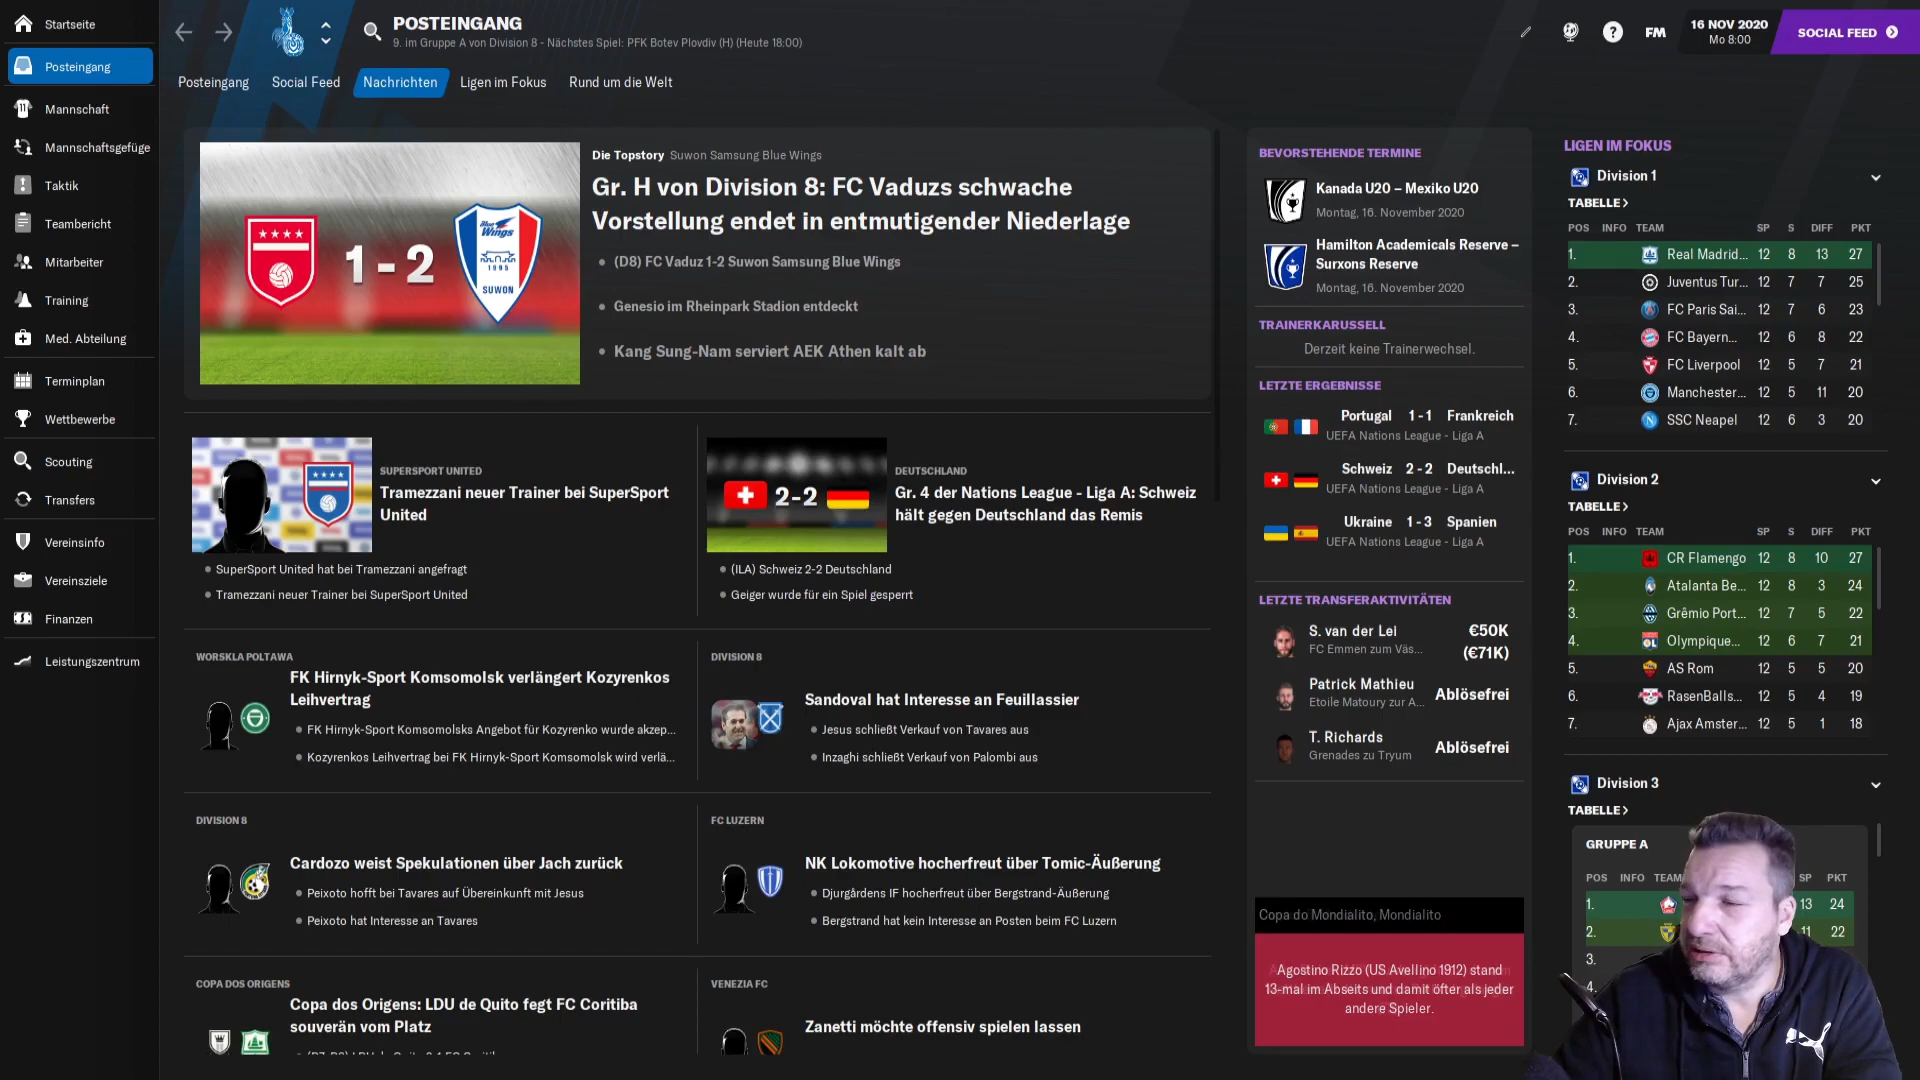 Startseite
Posteingang
Mannschaft
Mannschaftsgefüge
Taktik
Teambericht
Mitarbeiter
Training
Med. Abteilung
Terminplan
Wettbewerbe
Scouting
Transfers
Vereinsinfo
Vereinsziele
Finanzen
Leistungszentrum
POSTEINGANG
9. im Gruppe A von Division 8 - Nächstes Spiel: PFK Botev Plovdiv (H) (Heute 18:00)
FM
16 NOV 2020
Mo 8:00
SOCIAL FEED
Posteingang Social Feed Nachrichten Ligen im Fokus Rund um die Welt
1 - 2
Blue Wings
1995
SUWON
Die Topstory Suwon Samsung Blue Wings
Gr. H von Division 8: FC Vaduzs schwache
Vorstellung endet in entmutigender Niederlage
(D8) FC Vaduz 1-2 Suwon Samsung Blue Wings
Genesio im Rheinpark Stadion entdeckt
Kang Sung-Nam serviert AEK Athen kalt ab
SUPERSPORT UNITED
Tramezzani neuer Trainer bei SuperSport
United
SuperSport United hat bei Tramezzani angefragt
Tramezzani neuer Trainer bei SuperSport United
2-2
DEUTSCHLAND
Gr. 4 der Nations League - Liga A: Schweiz
hält gegen Deutschland das Remis
(ILA) Schweiz 2-2 Deutschland
Geiger wurde für ein Spiel gesperrt
WORSKLA POLTAWA
FK Hirnyk-Sport Komsomolsk verlängert Kozyrenkos
Leihvertrag
FK Hirnyk-Sport Komsomolsks Angebot für Kozyrenko wurde akzep...
Kozyrenkos Leihvertrag bei FK Hirnyk-Sport Komsomolsk wird verlä...
DIVISION 8
Sandoval hat Interesse an Feuillassier
Jesus schließt Verkauf von Tavares aus
Inzaghi schließt Verkauf von Palombi aus
DIVISION 8
Cardozo weist Spekulationen über Jach zurück
Peixoto hofft bei Tavares auf Übereinkunft mit Jesus
Peixoto hat Interesse an Tavares
FC LUZERN
NK Lokomotive hocherfreut über Tomic-Äußerung
Djurgårdens IF hocherfreut über Bergstrand-Äußerung
Bergstrand hat kein Interesse an Posten beim FC Luzern
COPA DOS ORIGENS
Copa dos Origens: LDU de Quito fegt FC Coritiba
souverän vom Platz
VENEZIA FC
Zanetti möchte offensiv spielen lassen
BEVORSTEHENDE TERMINE
Kanada U20 – Mexiko U20
Montag, 16. November 2020
Hamilton Academicals Reserve –
Surxons Reserve
Montag, 16. November 2020
TRAINERKARUSSELL
Derzeit keine Trainerwechsel.
LETZTE ERGEBNISSE
Portugal 1 - 1 Frankreich
UEFA Nations League - Liga A
Schweiz 2 - 2 Deutschl...
UEFA Nations League - Liga A
Ukraine 1 - 3 Spanien
UEFA Nations League - Liga A
LETZTE TRANSFERAKTIVITÄTEN
S. van der Lei €50K
FC Emmen zum Väs... (€71K)
Patrick Mathieu Ablösefrei
Etoile Matoury zur A...
T. Richards Ablösefrei
Grenades zu Tryum
Copa do Mondialito, Mondialito
Agostino Rizzo (US Avellino 1912) stand
13-mal im Abseits und damit öfter als jeder
andere Spieler.
LIGEN IM FOKUS
Division 1
TABELLE
POS INFO TEAM SP S DIFF PKT
1. Real Madrid... 12 8 13 27
2. Juventus Tur... 12 7 7 25
3. FC Paris Sai... 12 7 6 23
4. FC Bayern... 12 6 8 22
5. FC Liverpool 12 5 7 21
6. Manchester... 12 5 11 20
7. SSC Neapel 12 6 3 20
Division 2
TABELLE
POS INFO TEAM SP S DIFF PKT
1. CR Flamengo 12 8 10 27
2. Atalanta Be... 12 8 3 24
3. Grêmio Port... 12 7 5 22
4. Olympique... 12 6 7 21
5. AS Rom 12 5 5 20
6. RasenBalls... 12 5 4 19
7. Ajax Amster... 12 5 1 18
Division 3
TABELLE
GRUPPE A
POS INFO TEAM SP PKT
1. 13 24
2. 11 22
3.
4.